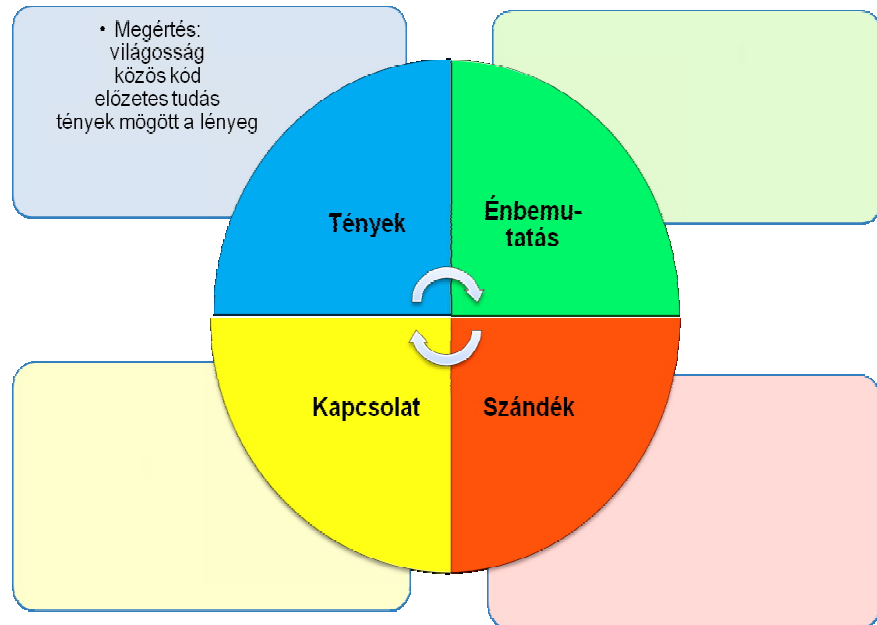 • Megértés:
világosság
közös kód
előzetes tudás
tények mögött a lényeg
Tények
Énbemu-
tatás
Kapcsolat
Szándék